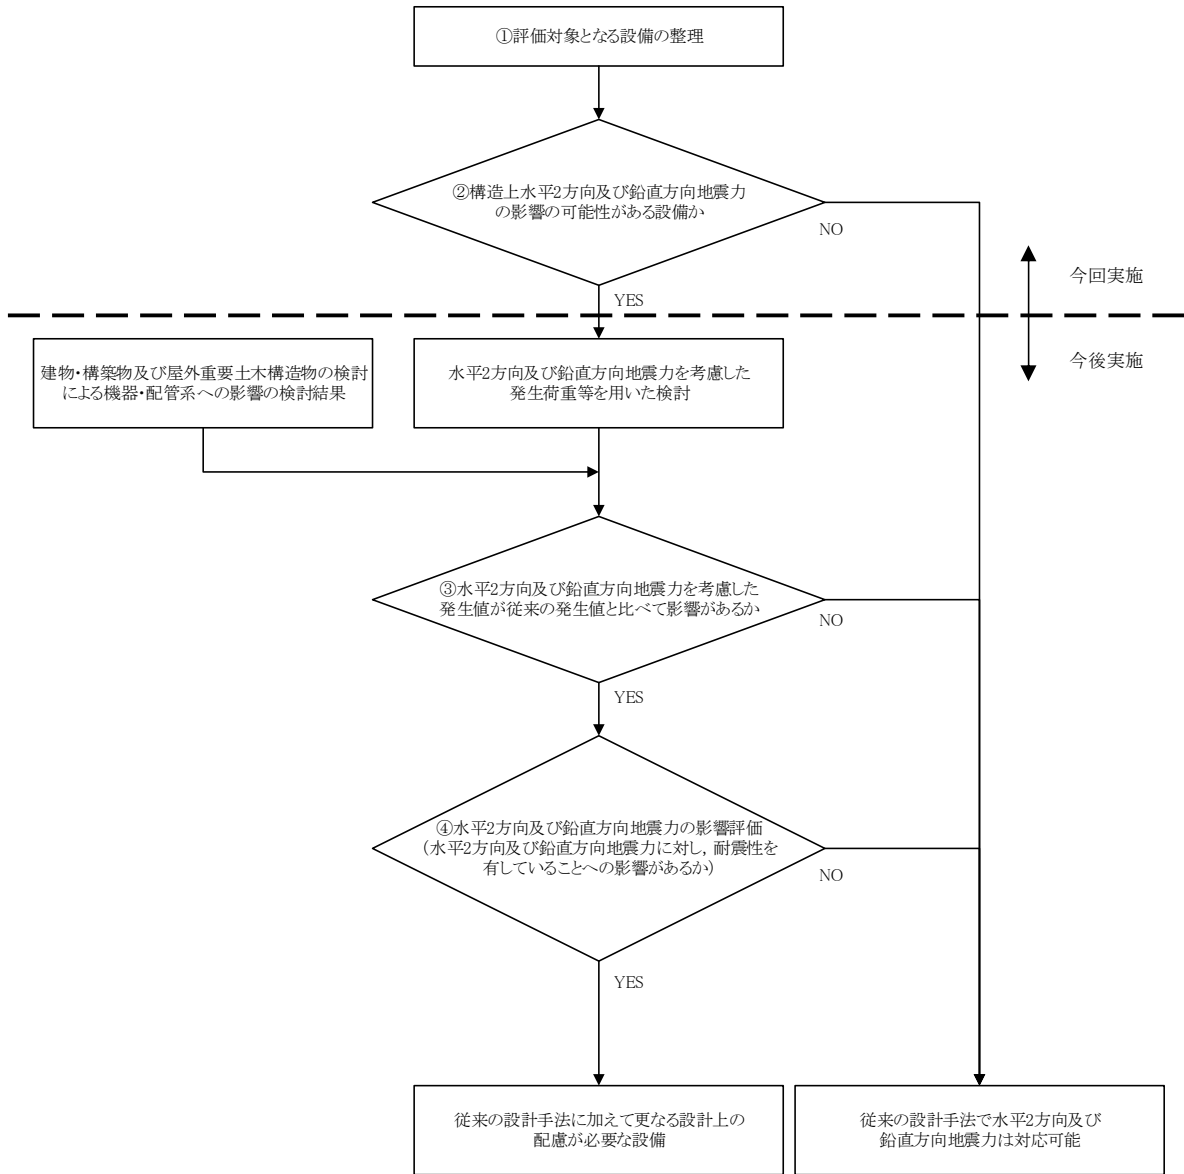 ①評価対象となる設備の整理
②構造上水平2方向及び鉛直方向地震力
の影響の可能性がある設備か
NO
YES
今回実施
今後実施
建物・構築物及び屋外重要土木構造物の検討
による機器・配管系への影響の検討結果
水平2方向及び鉛直方向地震力を考慮した
発生荷重等を用いた検討
③水平2方向及び鉛直方向地震力を考慮した
発生値が従来の発生値と比べて影響があるか
NO
YES
④水平2方向及び鉛直方向地震力の影響評価
(水平2方向及び鉛直方向地震力に対し，耐震性を
有していることへの影響があるか)
NO
YES
従来の設計手法に加えて更なる設計上の
配慮が必要な設備
従来の設計手法で水平2方向及び
鉛直方向地震力は対応可能